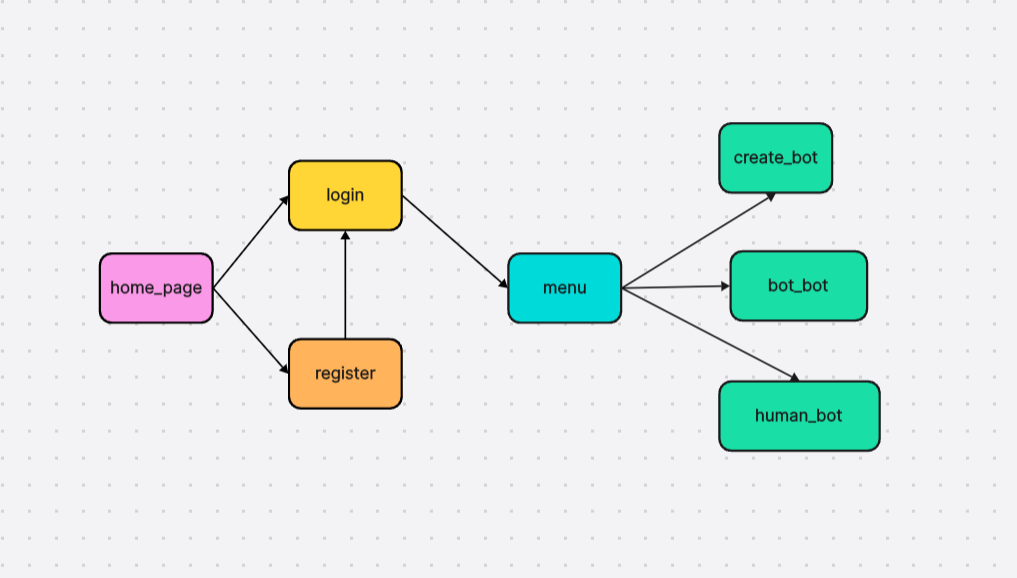 home_page
login
register
menu
create_bot
bot_bot
human_bot